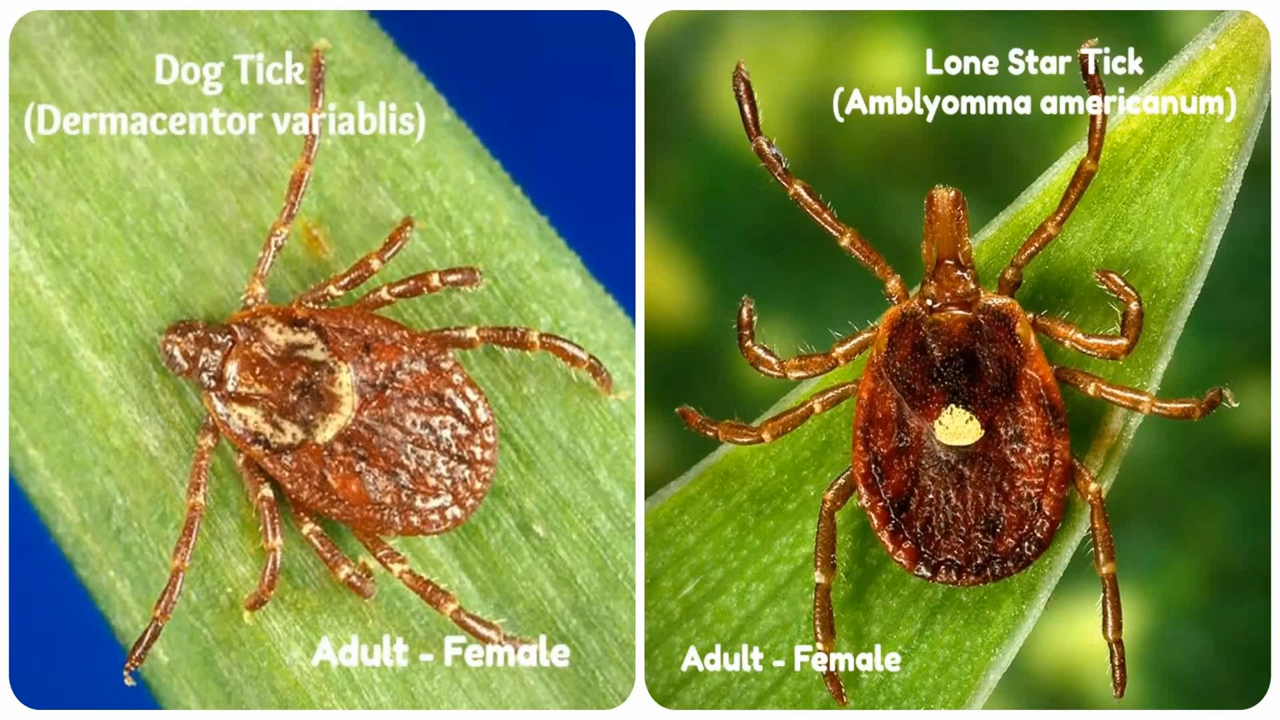 Dog Tick
(Dermacentor variablis)
Adult - Female
Lone Star Tick
(Amblyomma americanum)
Adult - Female